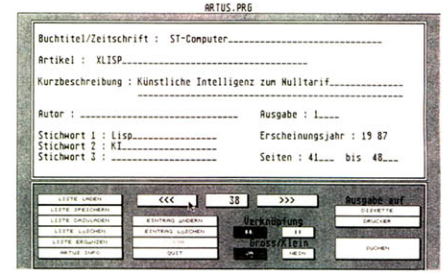 ARTUS.PRG
Buchtitel/Zeitschrift : ST-Computer
Artikel : XLISP
Kurzbeschreibung : Künstliche Intelligenz zum Nulltarif
Autor : Ausgabe : 1
Stichwort 1 : Lisp Erscheinungsjahr : 19 87
Stichwort 2 : KI
Stichwort 3 : Seiten : 41 bis 48
LISTE LADEN <<< 38 >>> Ausgabe auf
LISTE SPEICHERN DISKETTE
LISTE DAZULADEN EINTRAG ÄNDERN Verknüpfung DRUCKER
LISTE LÖSCHEN EINTRAG LÖSCHEN
LISTE ERGÄNZEN Gross/Klein SUCHEN
ARTUS INFO QUIT NEIN